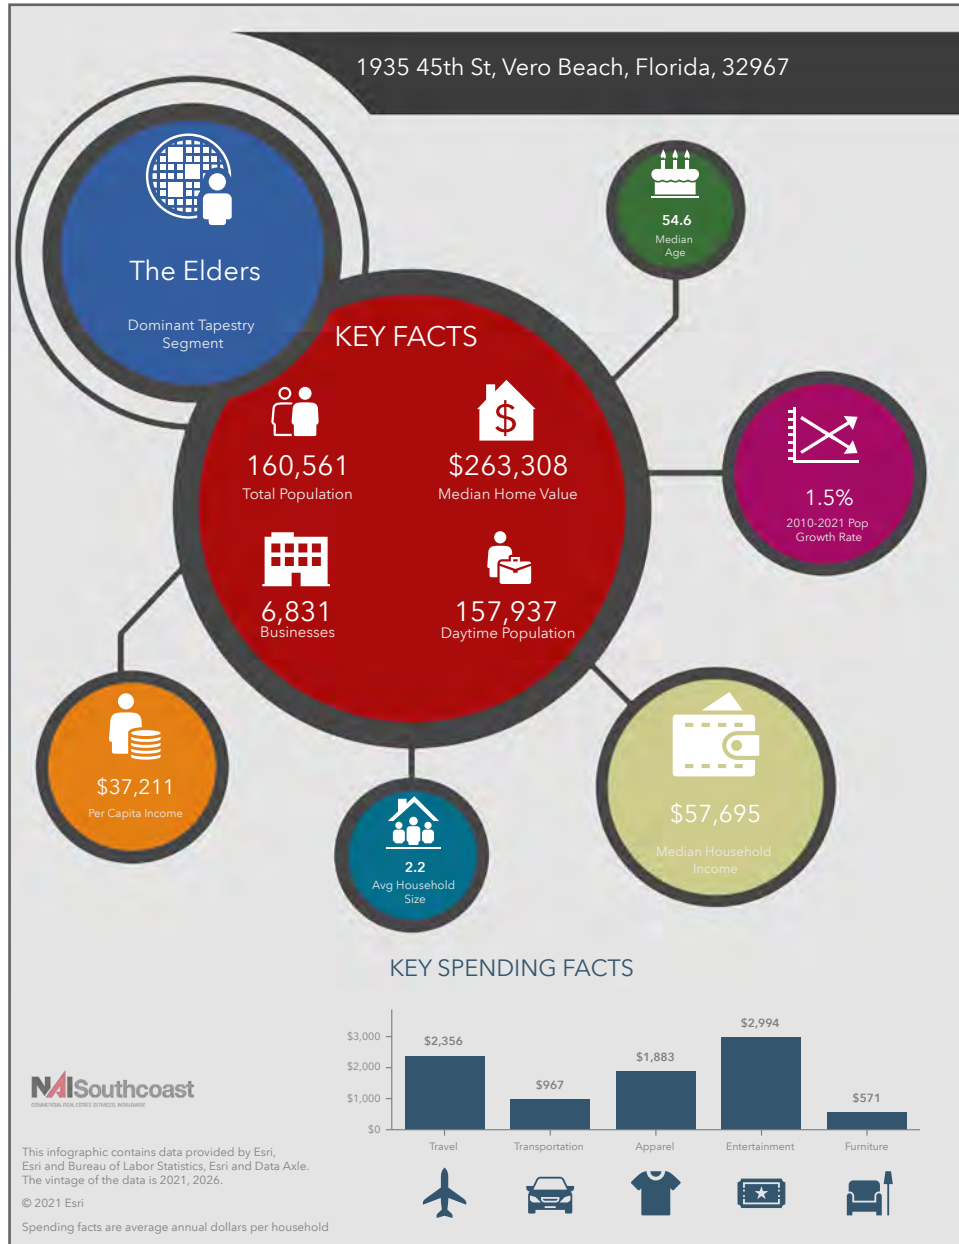 1935 45th St, Vero Beach, Florida, 32967
The Elders
Dominant Tapestry
Segment
54.6
Median
Age
KEY FACTS
160,561
Total Population
$263,308
Median Home Value
6,831
Businesses
157,937
Daytime Population
1.5%
2010-2021 Pop
Growth Rate
$37,211
Per Capita Income
2.2
Avg Household
Size
$57,695
Median Household
Income
KEY SPENDING FACTS
$3,000
$2,000
$1,000
$0
$2,356
$967
$1,883
$2,994
$571
Travel
Transportation
Apparel
Entertainment
Furniture
NAISouthcoast
COMMERCIAL REAL ESTATE SERVICES, WORLDWIDE
This infographic contains data provided by Esri,
Esri and Bureau of Labor Statistics, Esri and Data Axle.
The vintage of the data is 2021, 2026.
© 2021 Esri
Spending facts are average annual dollars per household